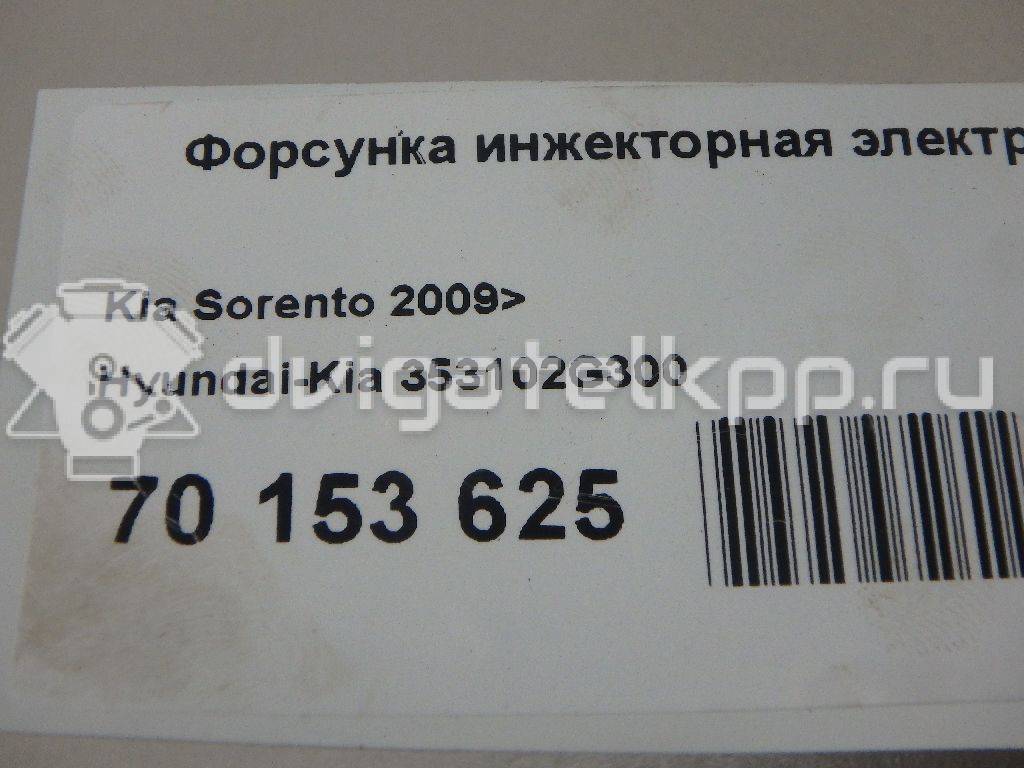 Форсунка инжекторная электр
Kia Sorento 2009>
Hyundai-Kia 353102G300
dvigatelkpp.ru
70 153 625